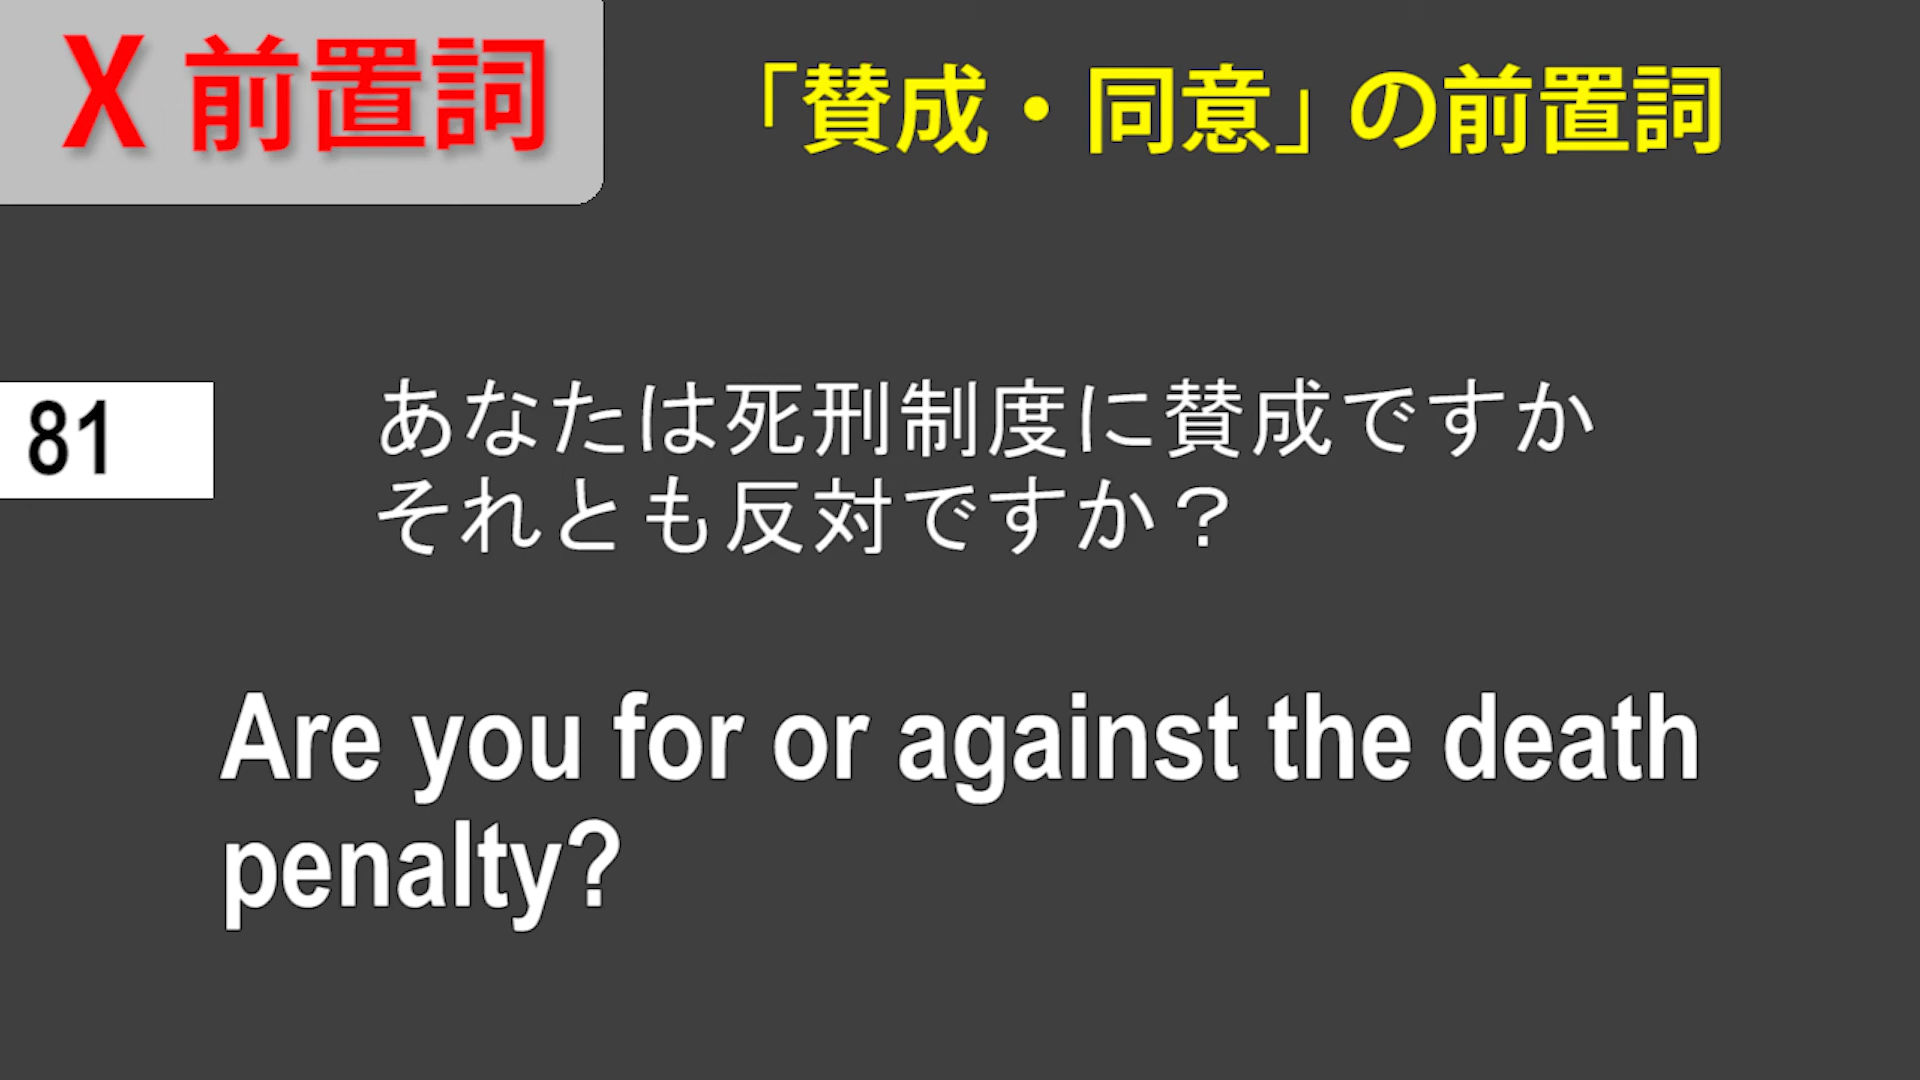 X 前置詞
「賛成・同意」の前置詞
81
あなたは死刑制度に賛成ですか
それとも反対ですか？
Are you for or against the death
penalty?